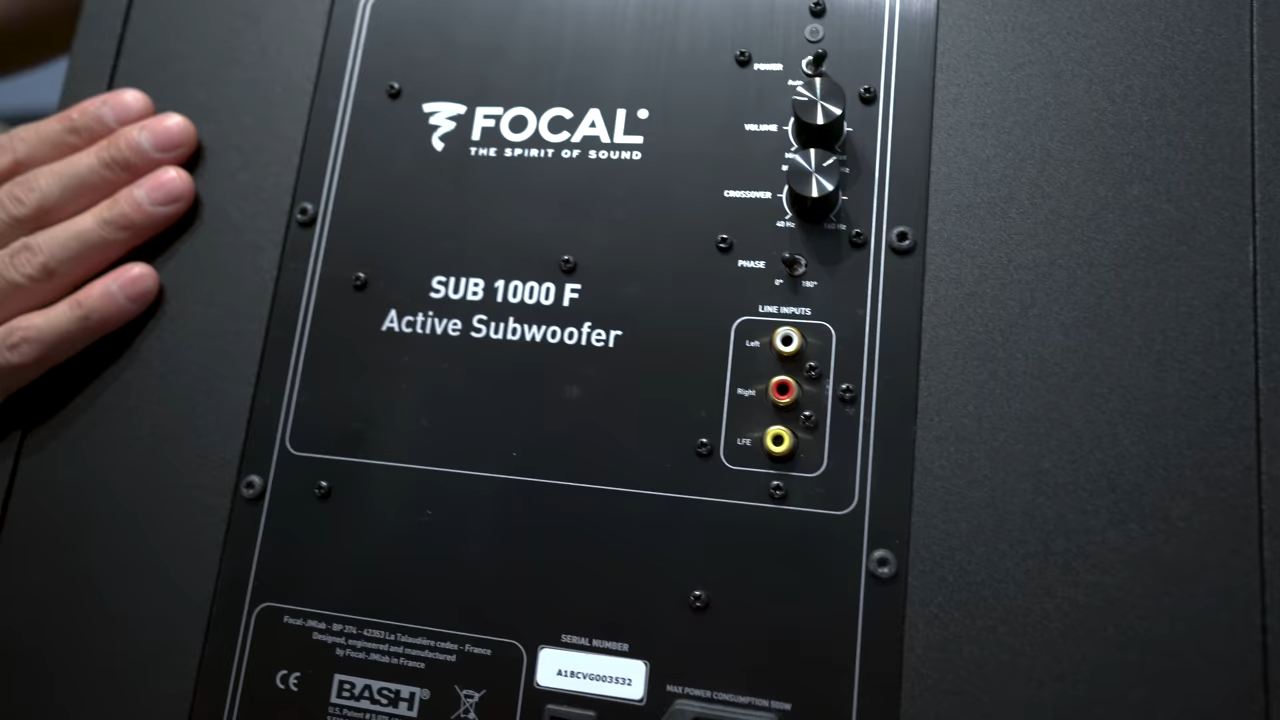 FOCAL
THE SPIRIT OF SOUND
SUB 1000 F
Active Subwoofer
POWER
Auto
VOLUME
CROSSOVER
40 Hz
160 Hz
PHASE
0° 180°
LINE INPUTS
Left
Right
LFE
Focal-JMlab - BP 374 - 42353 La Talaudière cedex - France
Designed, engineered and manufactured
by Focal-JMlab in France
CE
BASH®
U.S. Patent
SERIAL NUMBER
A18CVG003532
MAX POWER CONSUMPTION 500W